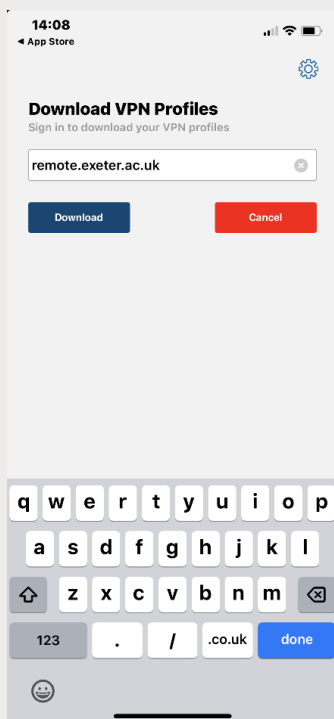 14:08
◀ App Store
Download VPN Profiles
Sign in to download your VPN profiles
remote.exeter.ac.uk
Download Cancel
q w e r t y u i o p
a s d f g h j k l
z x c v b n m
123 . / .co.uk done